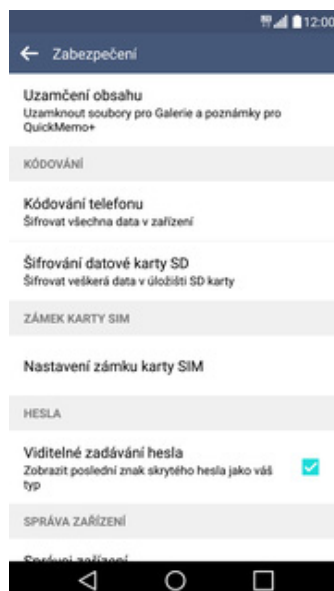 12:00
Zabezpečení
Uzamčení obsahu
Uzamknout soubory pro Galerie a poznámky pro
QuickMemo+
KÓDOVÁNÍ
Kódování telefonu
Šifrovat všechna data v zařízení
Šifrování datové karty SD
Šifrovat veškerá data v úložišti SD karty
ZÁMEK KARTY SIM
Nastavení zámku karty SIM
HESLA
Viditelné zadávání hesla
Zobrazit poslední znak skrytého hesla jako váš
typ
SPRÁVA ZAŘÍZENÍ
Správci zařízení